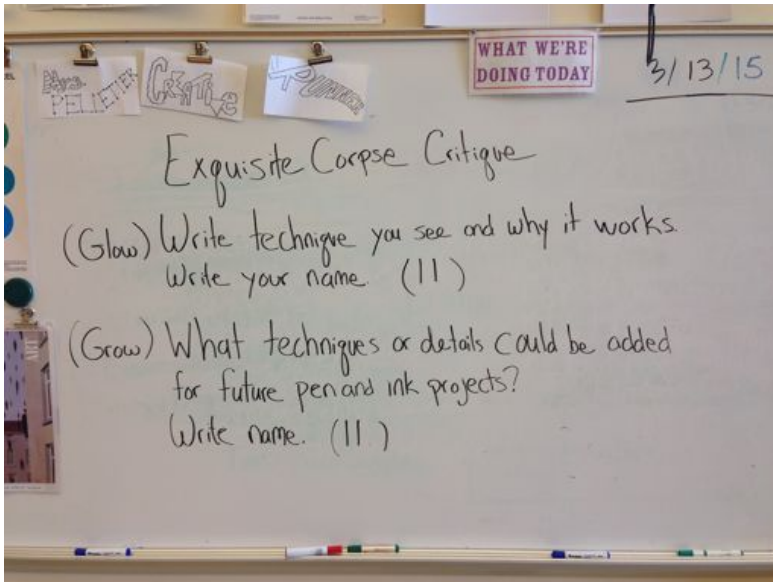 WHAT WE'RE
DOING TODAY
3/13/15
Mrs.
PELLETIER
CREATIVE
Exquisite Corpse Critique
(Glow) Write technique you see and why it works.
Write your name. (11)
(Grow) What techniques or details could be added
for future pen and ink projects?
Write name. (11)